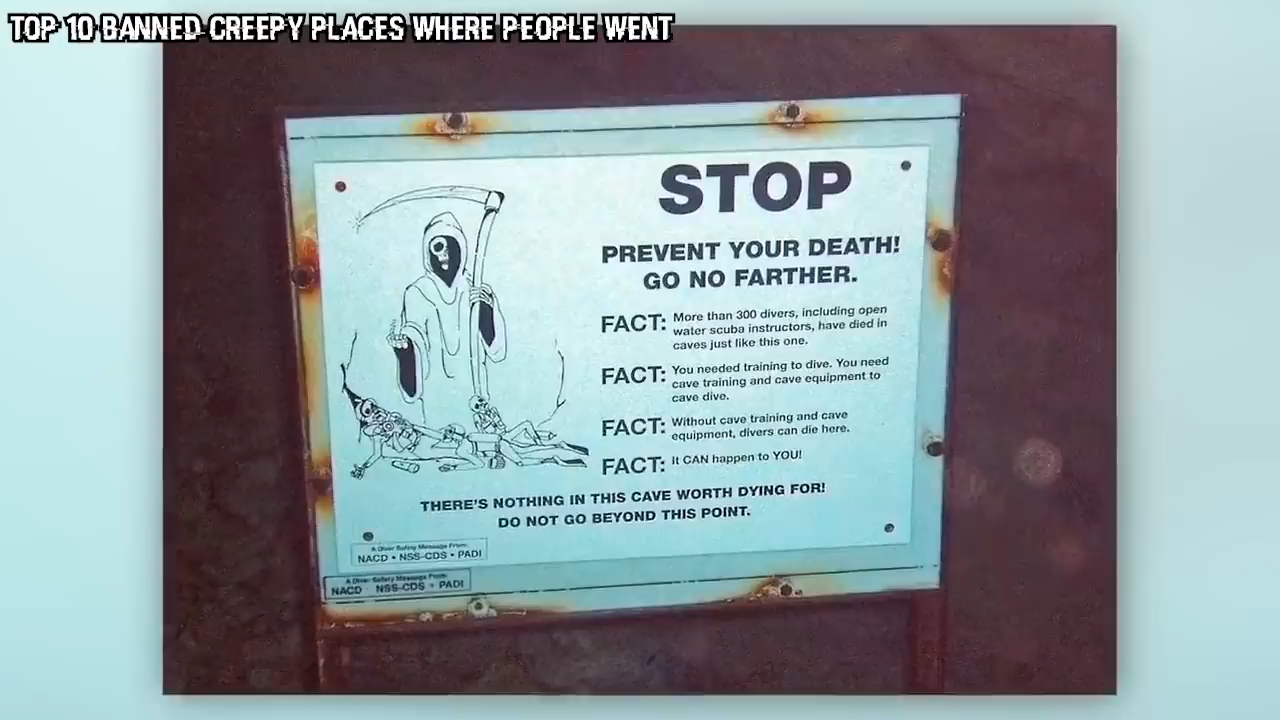 TOP 10 BANNED CREEPY PLACES WHERE PEOPLE WENT
STOP
PREVENT YOUR DEATH!
GO NO FARTHER.
FACT: More than 300 divers, including open
water scuba instructors, have died in
caves just like this one.
FACT: You needed training to dive. You need
cave training and cave equipment to
cave dive.
FACT: Without cave training and cave
equipment, divers can die here.
FACT: It CAN happen to YOU!
THERE'S NOTHING IN THIS CAVE WORTH DYING FOR!
DO NOT GO BEYOND THIS POINT.
A Diver Safety Message From:
NACD • NSS-CDS • PADI
A Diver Safety Message From:
NACD NSS-CDS • PADI